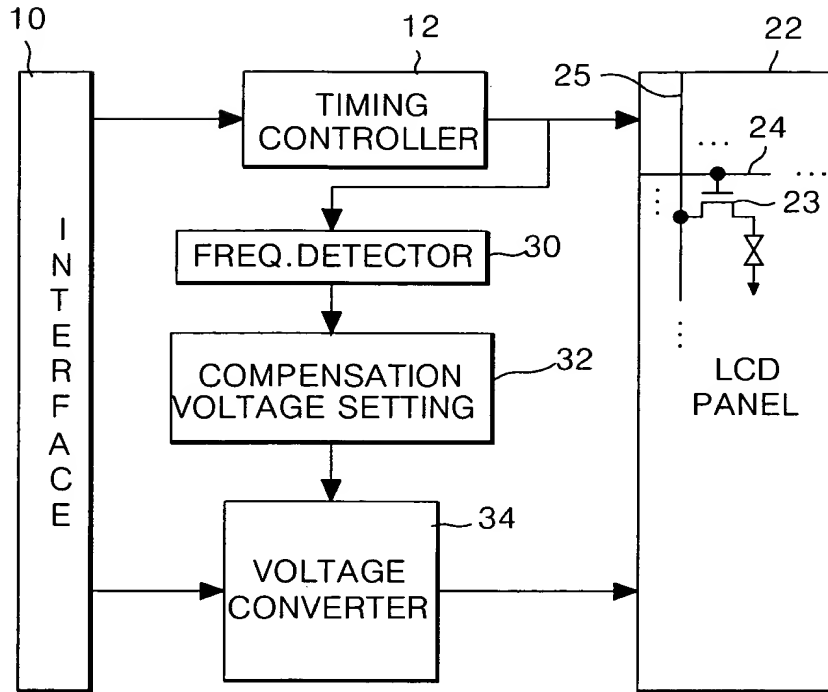 10
12
22
TIMING
CONTROLLER
25
24
23
INTERFACE
FREQ.DETECTOR
30
COMPENSATION
VOLTAGE SETTING
32
LCD
PANEL
34
VOLTAGE
CONVERTER